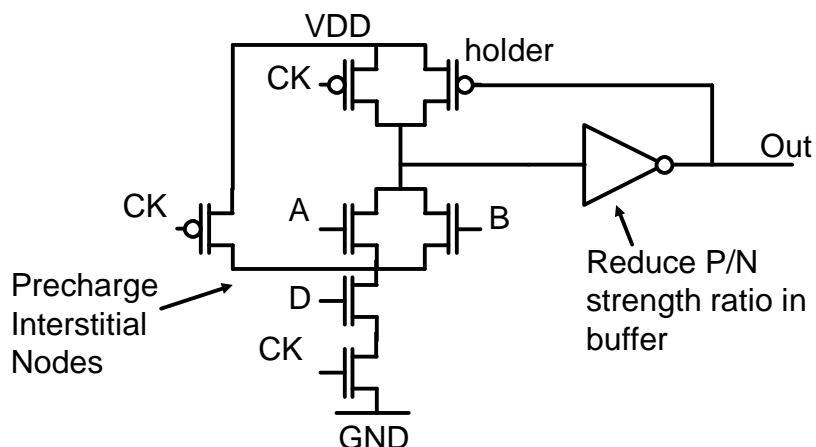 VDD
holder
CK
Out
CK
A
B
Precharge
Interstitial
Nodes
D
CK
Reduce P/N
strength ratio in
buffer
GND